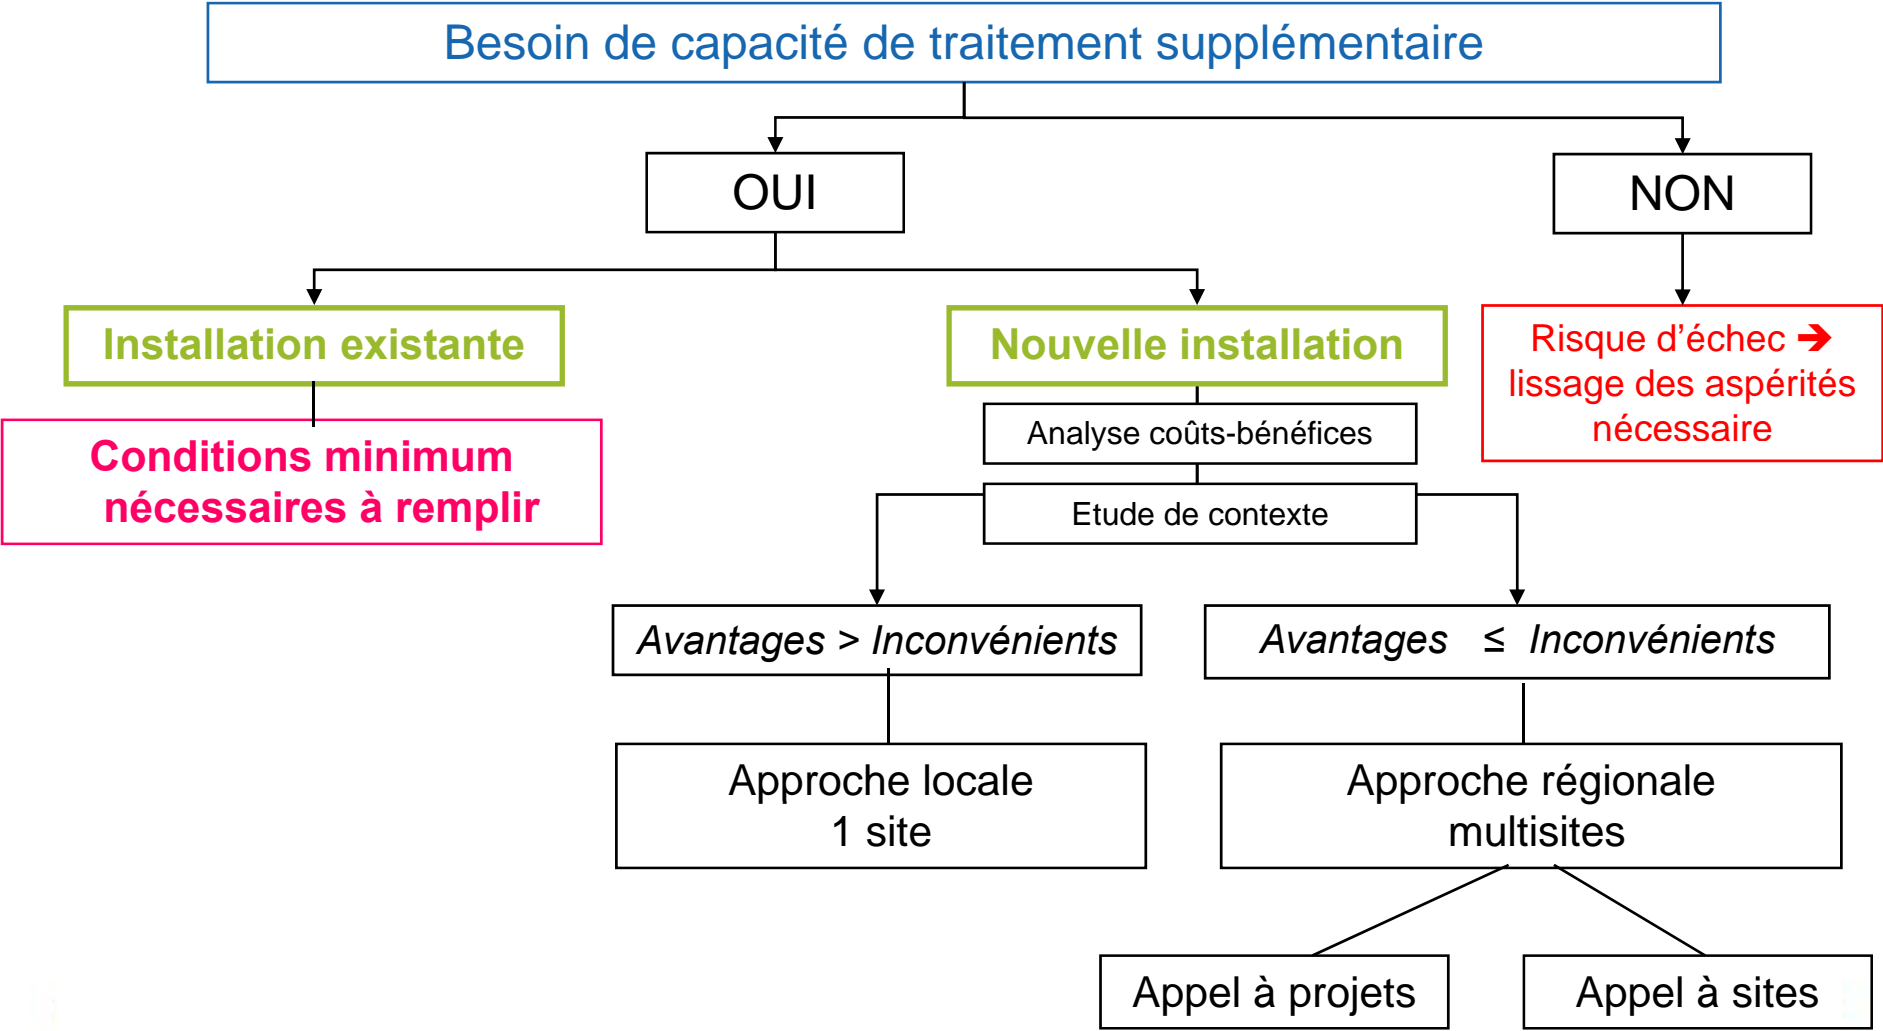 Besoin de capacité de traitement supplémentaire
OUI
NON
Installation existante
Nouvelle installation
Risque d’échec ➔
lissage des aspérités
nécessaire
Conditions minimum
nécessaires à remplir
Analyse coûts-bénéfices
Etude de contexte
Avantages > Inconvénients
Avantages ≤ Inconvénients
Approche locale
1 site
Approche régionale
multisites
Appel à projets
Appel à sites